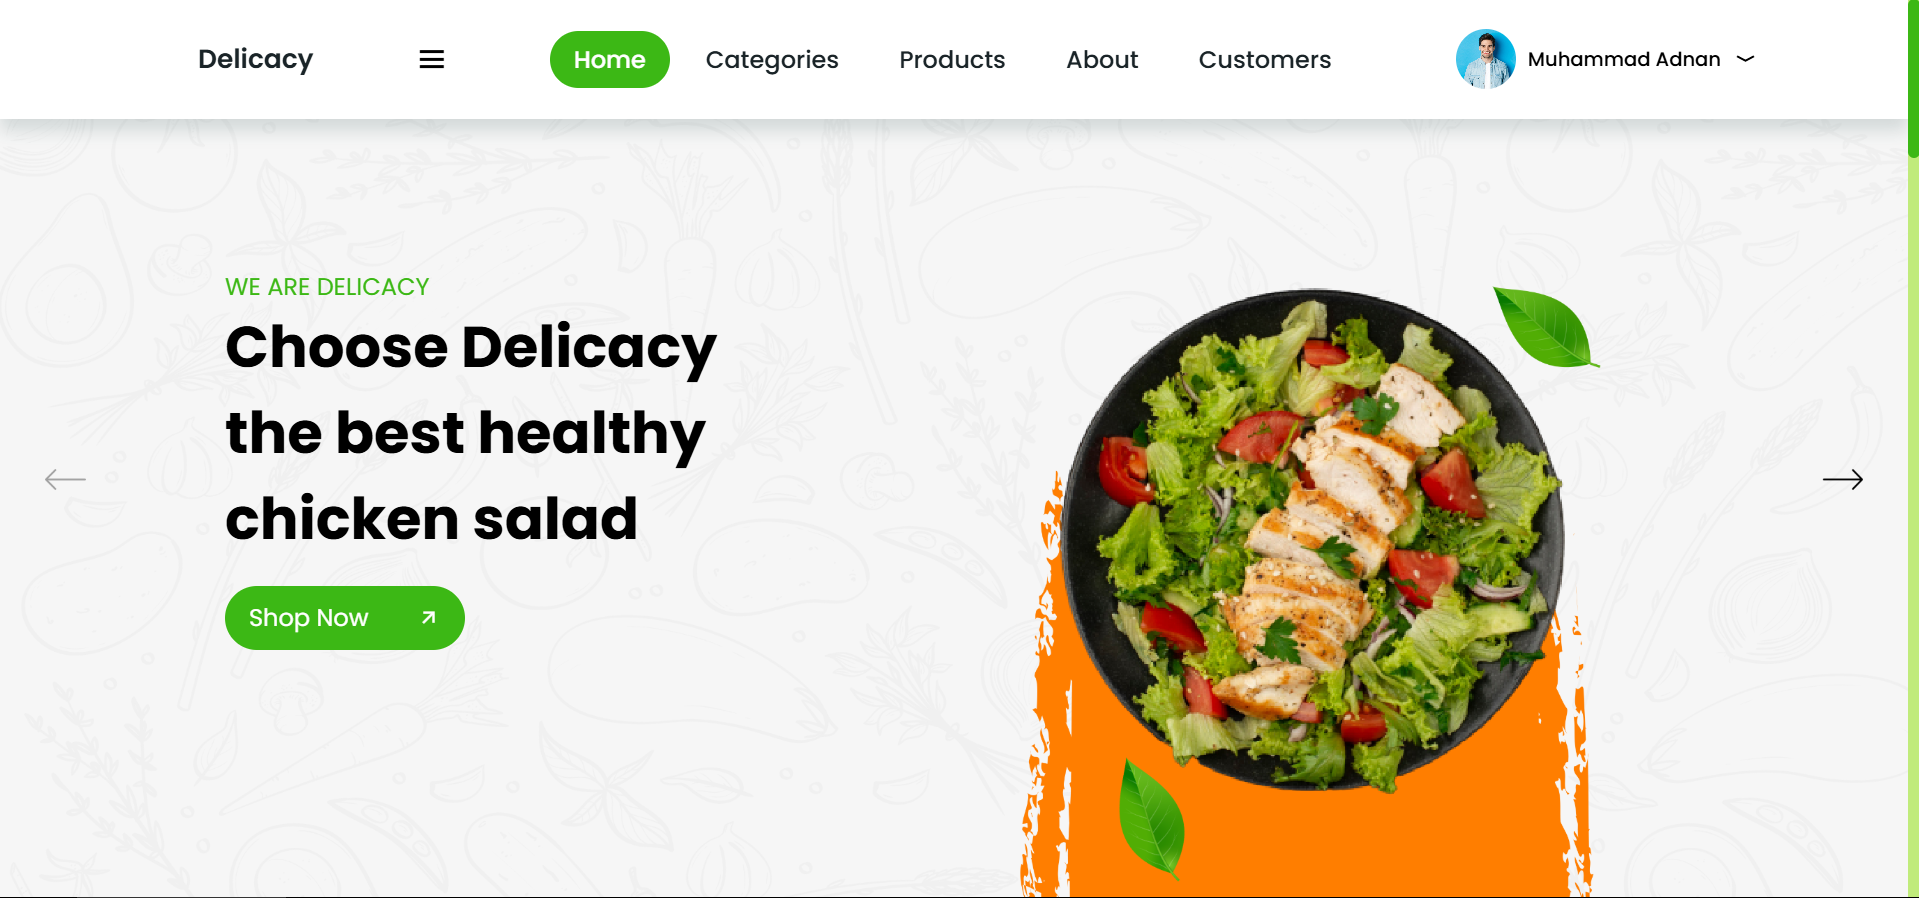 Delicacy
Home
Categories
Products
About
Customers
Muhammad Adnan
WE ARE DELICACY
Choose Delicacy
the best healthy
chicken salad
Shop Now